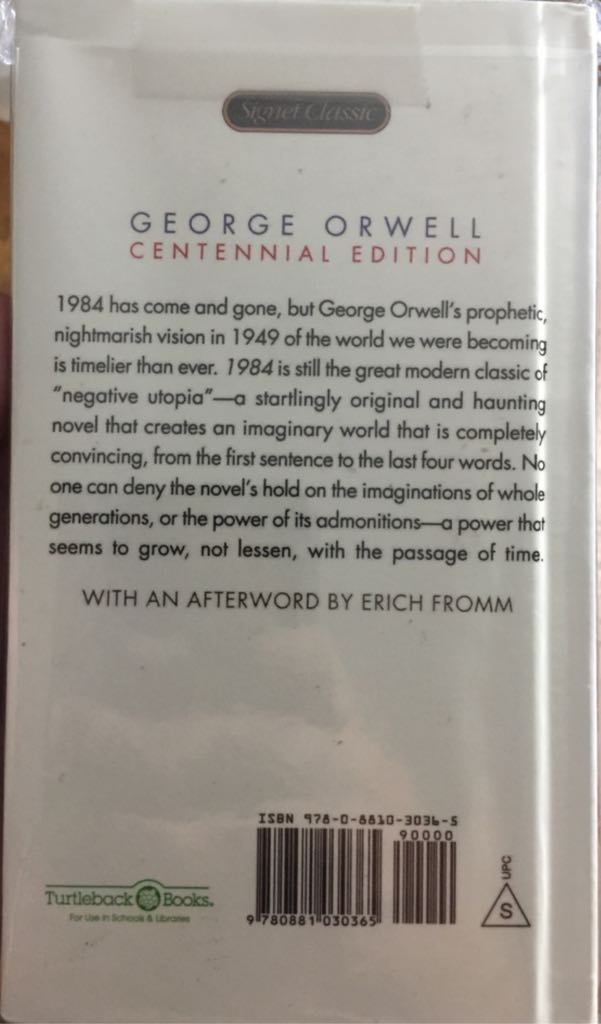 Signet Classic
GEORGE ORWELL
CENTENNIAL EDITION
1984 has come and gone, but George Orwell's prophetic,
nightmarish vision in 1949 of the world we were becoming
is timelier than ever. 1984 is still the great modern classic of
"negative utopia"—a startlingly original and haunting
novel that creates an imaginary world that is completely
convincing, from the first sentence to the last four words. No
one can deny the novel's hold on the imaginations of whole
generations, or the power of its admonitions—a power that
seems to grow, not lessen, with the passage of time.
WITH AN AFTERWORD BY ERICH FROMM
ISBN 978-0-8810-3036-5
90000
9 780881 030365
Turtleback Books.
For Use in Schools & Libraries
UPC
S